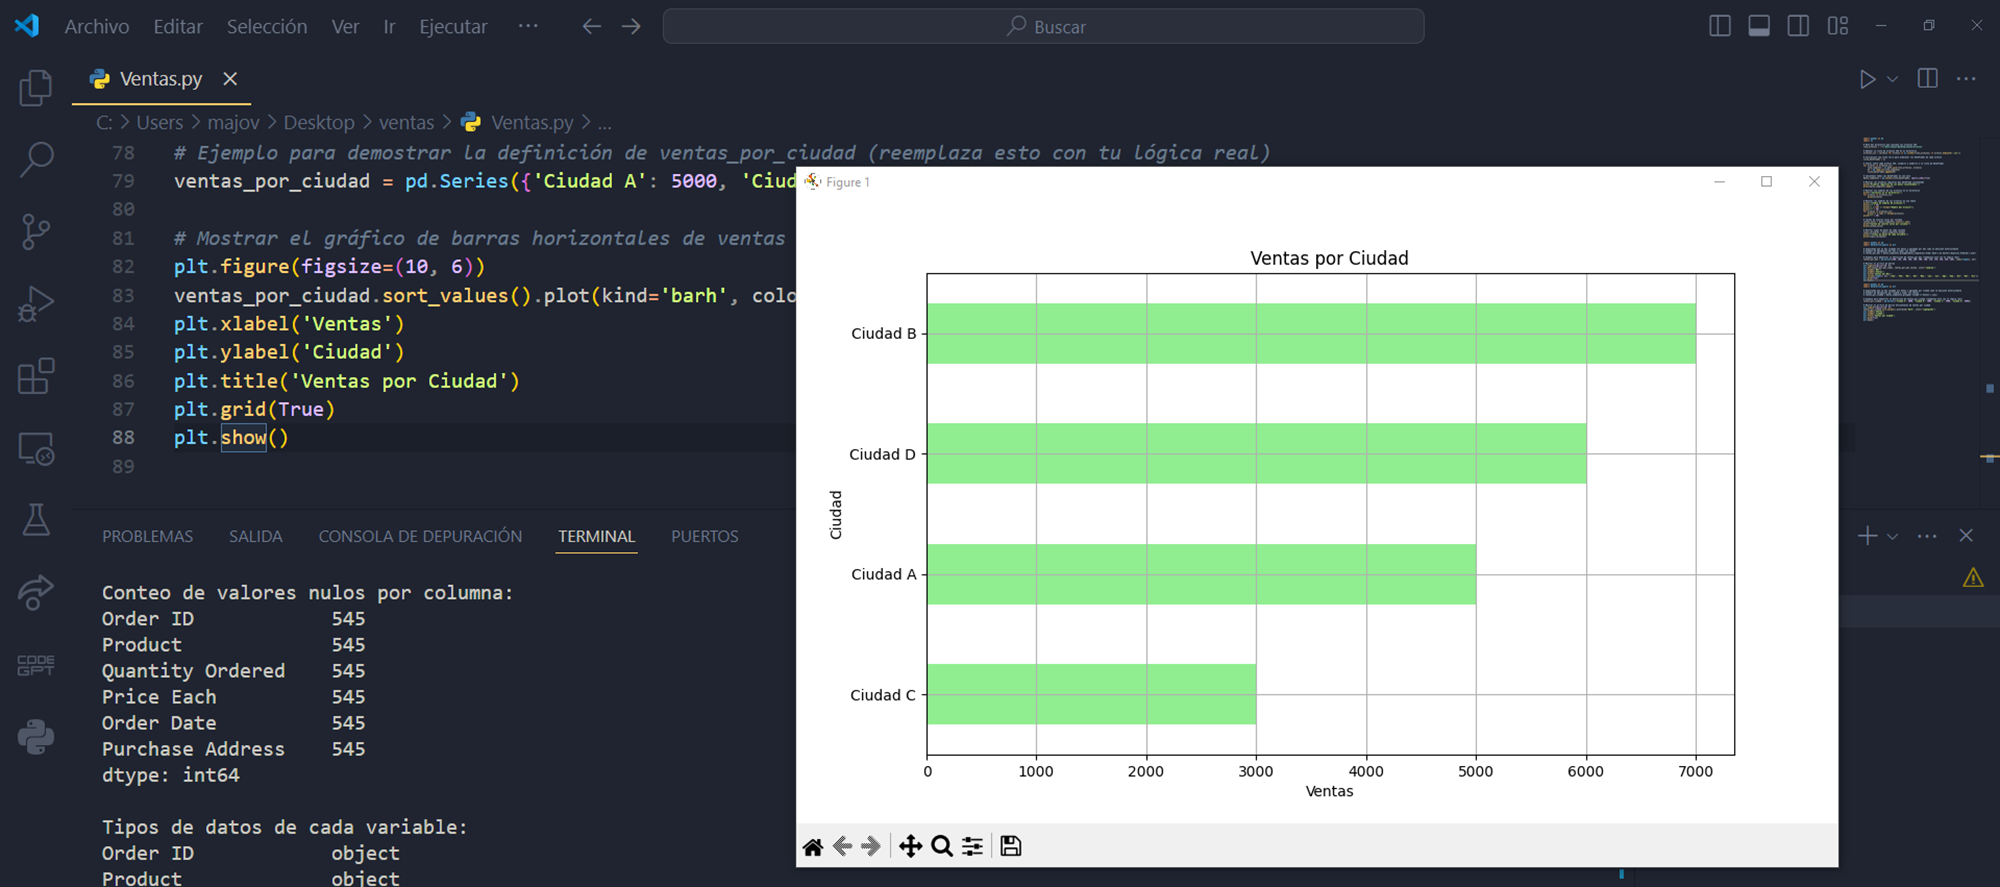 Archivo Editar Selección Ver Ir Ejecutar ··· Buscar
Ventas.py
C: > Users > majov > Desktop > ventas > Ventas.py > ...
78 # Ejemplo para demostrar la definición de ventas_por_ciudad (reemplaza esto con tu lógica real)
79 ventas_por_ciudad = pd.Series({'Ciudad A': 5000, 'Ciud
80
81 # Mostrar el gráfico de barras horizontales de ventas
82 plt.figure(figsize=(10, 6))
83 ventas_por_ciudad.sort_values().plot(kind='barh', colo
84 plt.xlabel('Ventas')
85 plt.ylabel('Ciudad')
86 plt.title('Ventas por Ciudad')
87 plt.grid(True)
88 plt.show()
89
PROBLEMAS SALIDA CONSOLA DE DEPURACIÓN TERMINAL PUERTOS
Conteo de valores nulos por columna:
Order ID 545
Product 545
Quantity Ordered 545
Price Each 545
Order Date 545
Purchase Address 545
dtype: int64
Tipos de datos de cada variable:
Order ID object
Product object
CODE
GPT
Figure 1
Ventas por Ciudad
Ciudad B
Ciudad D
Ciudad A
Ciudad C
Ciudad
0 1000 2000 3000 4000 5000 6000 7000
Ventas